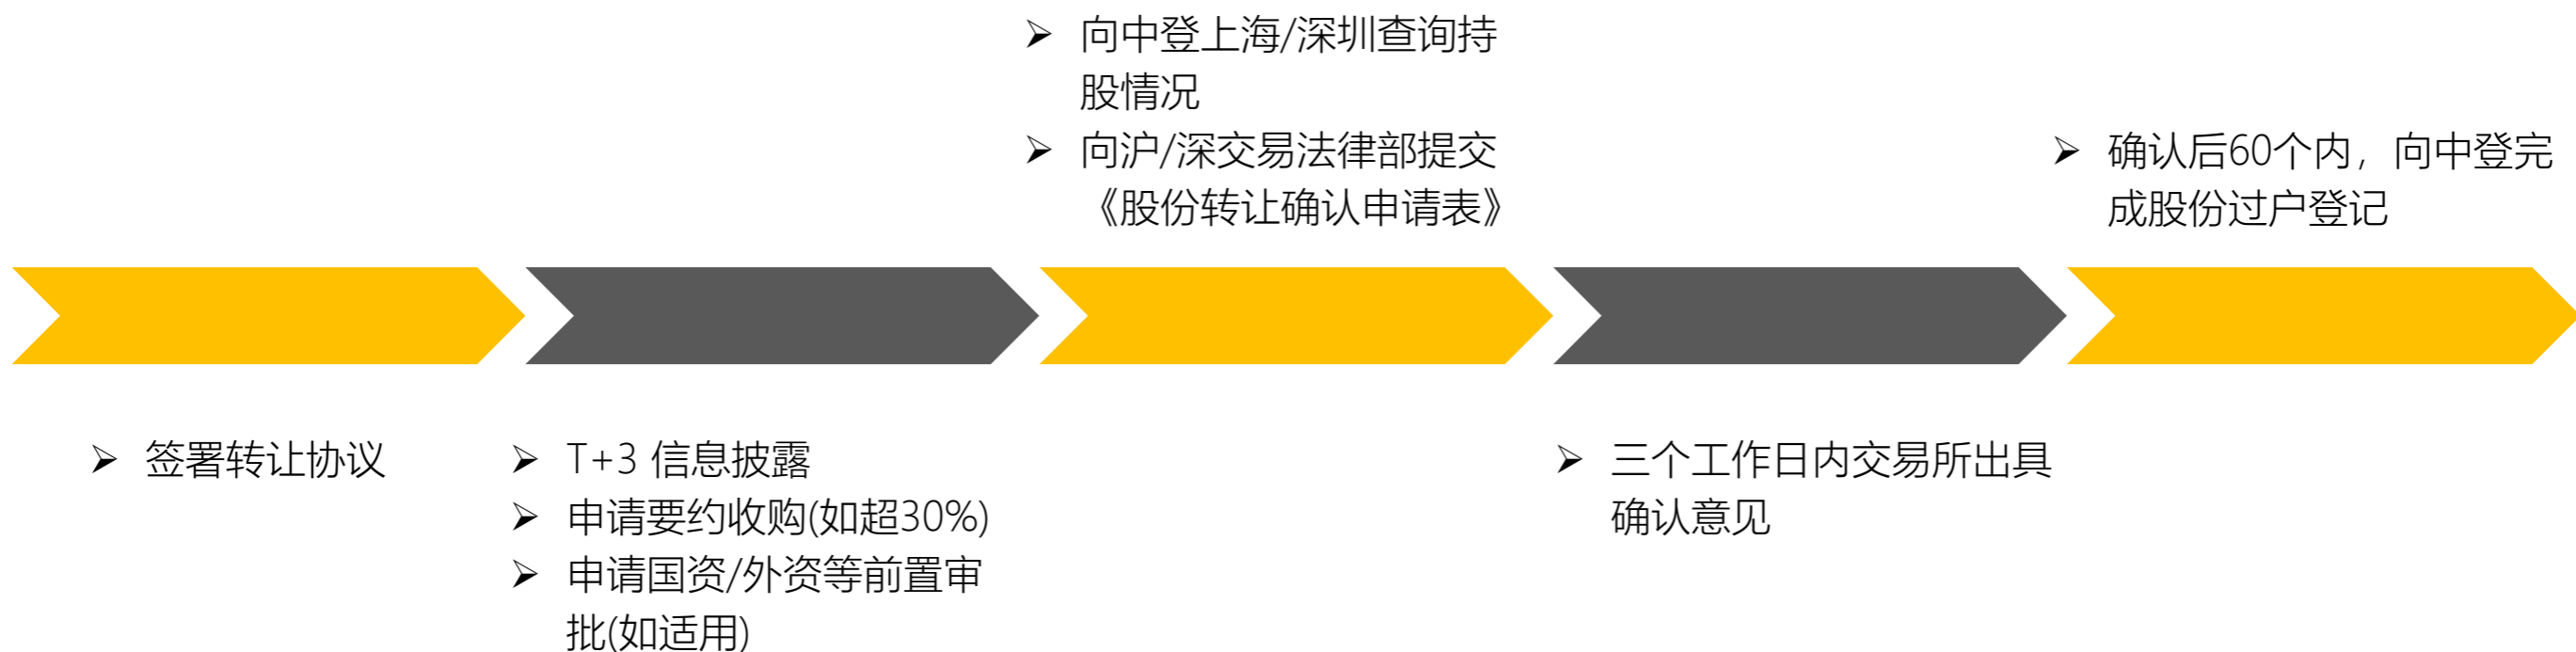 ➢ 签署转让协议
➢ T+3 信息披露
➢ 申请要约收购(如超30%)
➢ 申请国资/外资等前置审
批(如适用)
➢ 向中登上海/深圳查询持
股情况
➢ 向沪/深交易法律部提交
《股份转让确认申请表》
➢ 三个工作日内交易所出具
确认意见
➢ 确认后60个内，向中登完
成股份过户登记